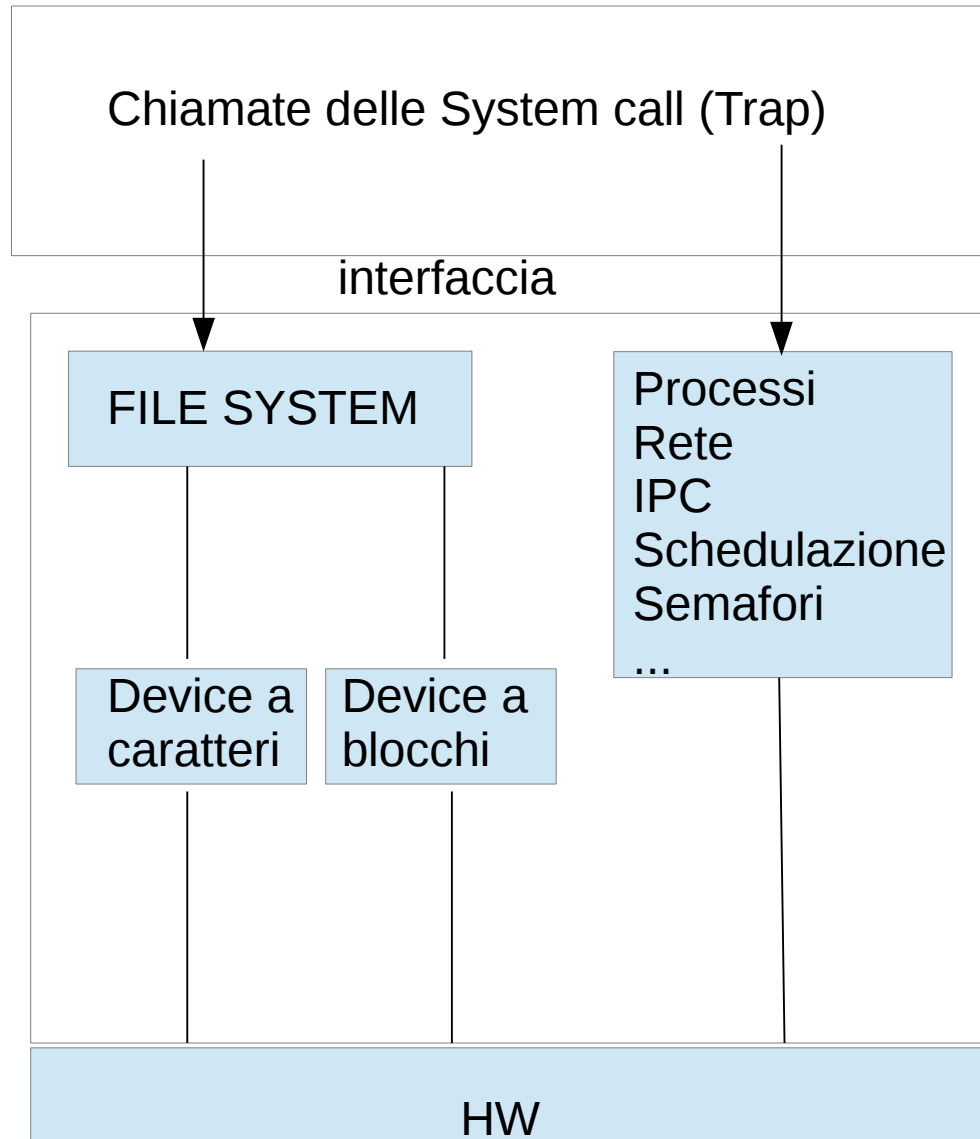 Chiamate delle System call (Trap)
interfaccia
FILE SYSTEM
Processi
Rete
IPC
Schedulazione
Semafori
...
Device a
caratteri
Device a
blocchi
HW